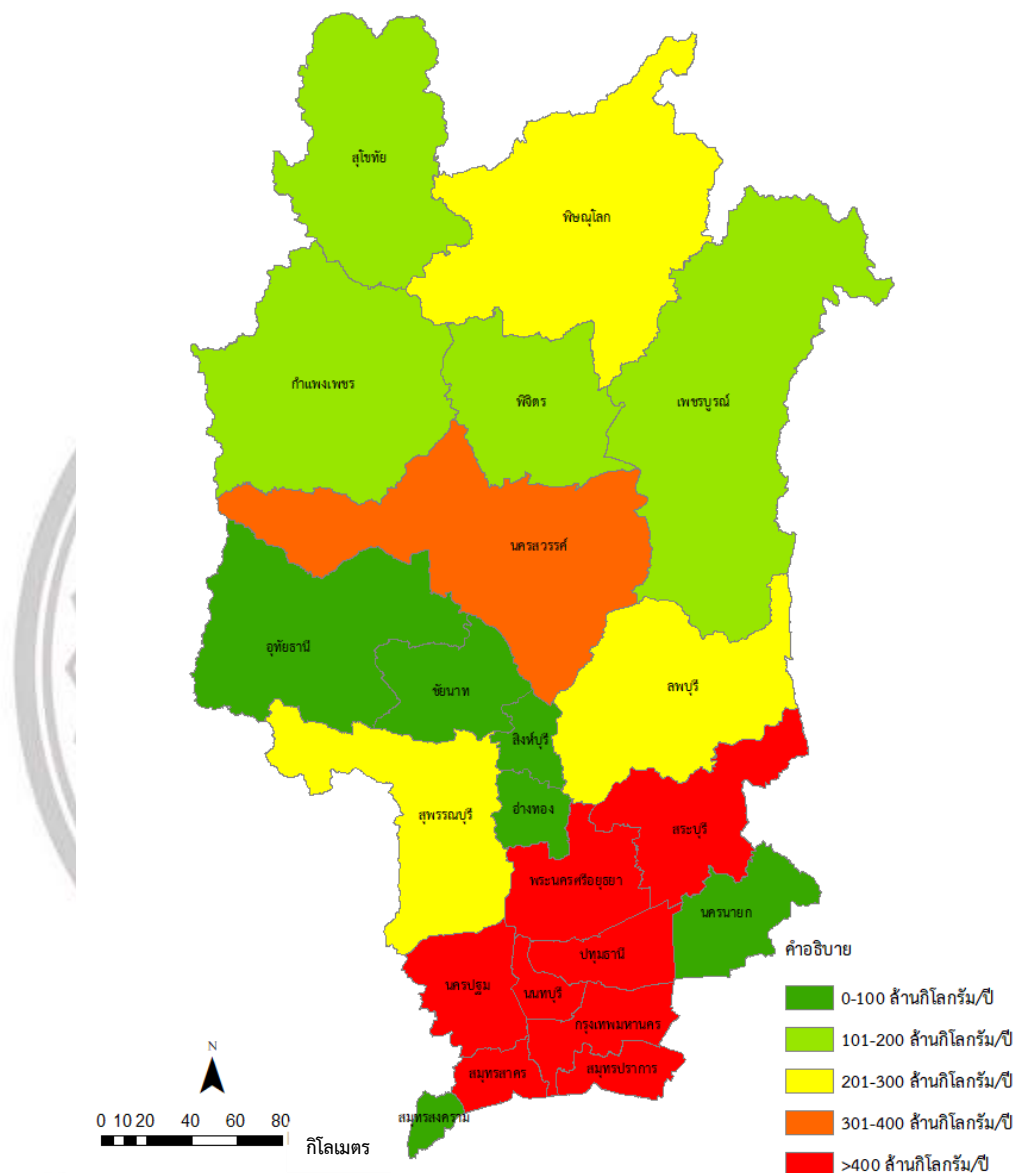 สุโขทัย
พิษณุโลก
กำแพงเพชร
พิจิตร
เพชรบูรณ์
นครสวรรค์
อุทัยธานี
ชัยนาท
ลพบุรี
สิงห์บุรี
สุพรรณบุรี
อ่างทอง
สระบุรี
พระนครศรีอยุธยา
นครนายก
ปทุมธานี
นครปฐม
นนทบุรี
กรุงเทพมหานคร
สมุทรสาคร
สมุทรปราการ
สมุทรสงคราม
คำอธิบาย
0-100 ล้านกิโลกรัม/ปี
101-200 ล้านกิโลกรัม/ปี
201-300 ล้านกิโลกรัม/ปี
301-400 ล้านกิโลกรัม/ปี
>400 ล้านกิโลกรัม/ปี
N
0 10 20 40 60 80
กิโลเมตร